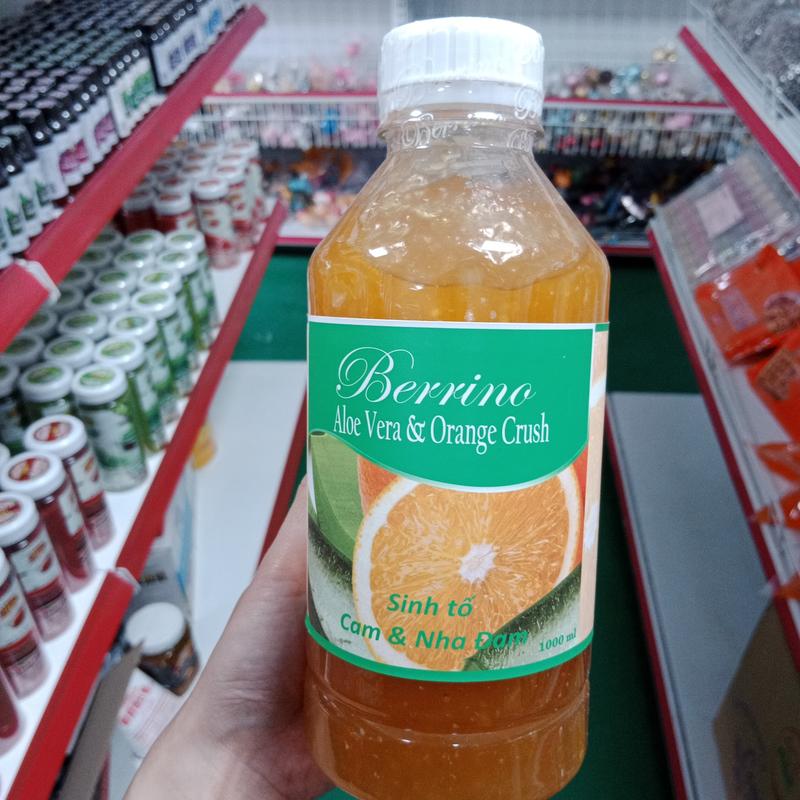 Berrino
Aloe Vera & Orange Crush
Sinh tố
Cam & Nha Đam
1000 ml